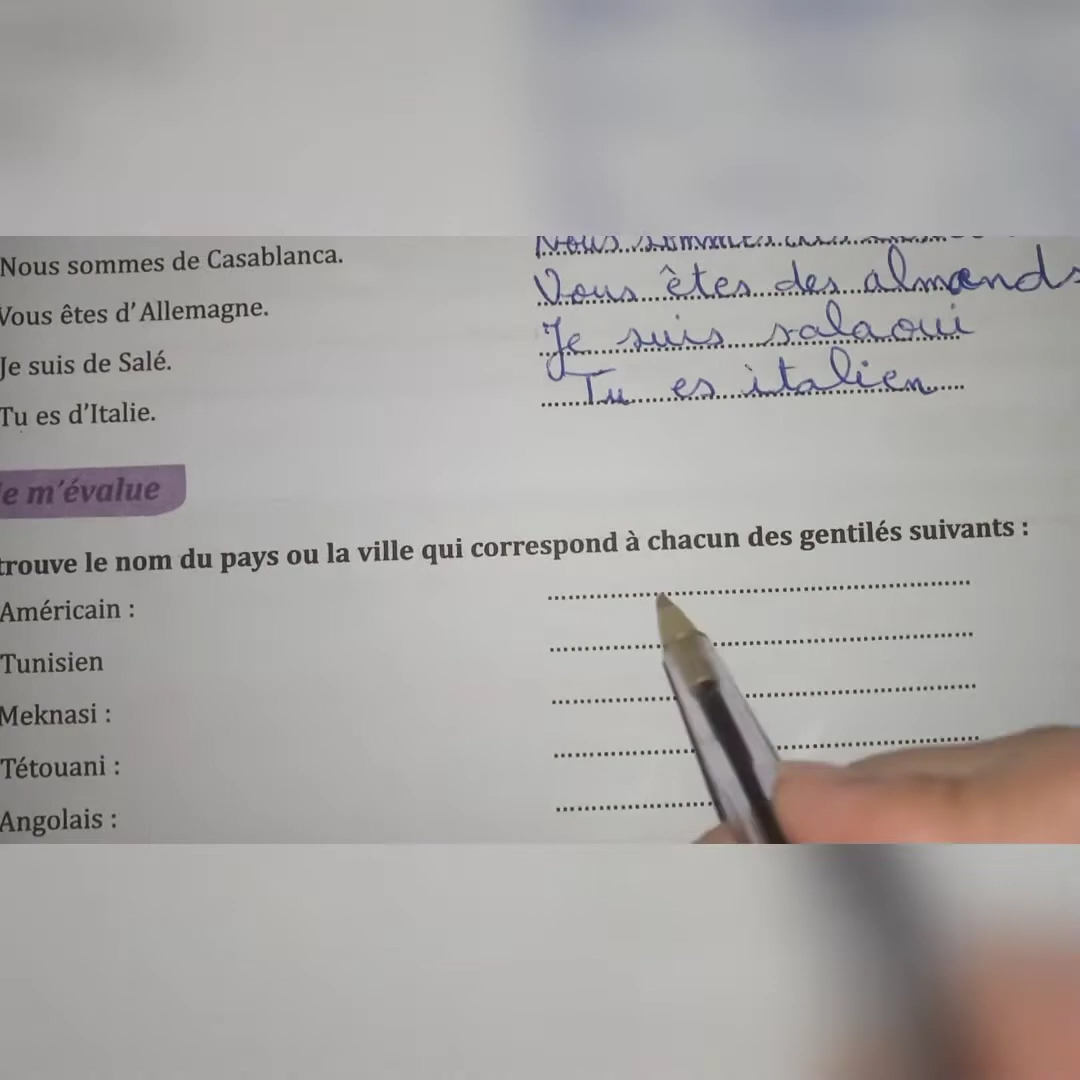 Nous sommes de Casablanca.
Nous sommes
Vous êtes d'Allemagne.
Vous êtes des almands
Je suis de Salé.
Je suis salaoui
Tu es d'Italie.
Tu es italien
e m'évalue
trouve le nom du pays ou la ville qui correspond à chacun des gentilés suivants :
Américain :
Tunisien
Meknasi :
Tétouani :
Angolais :